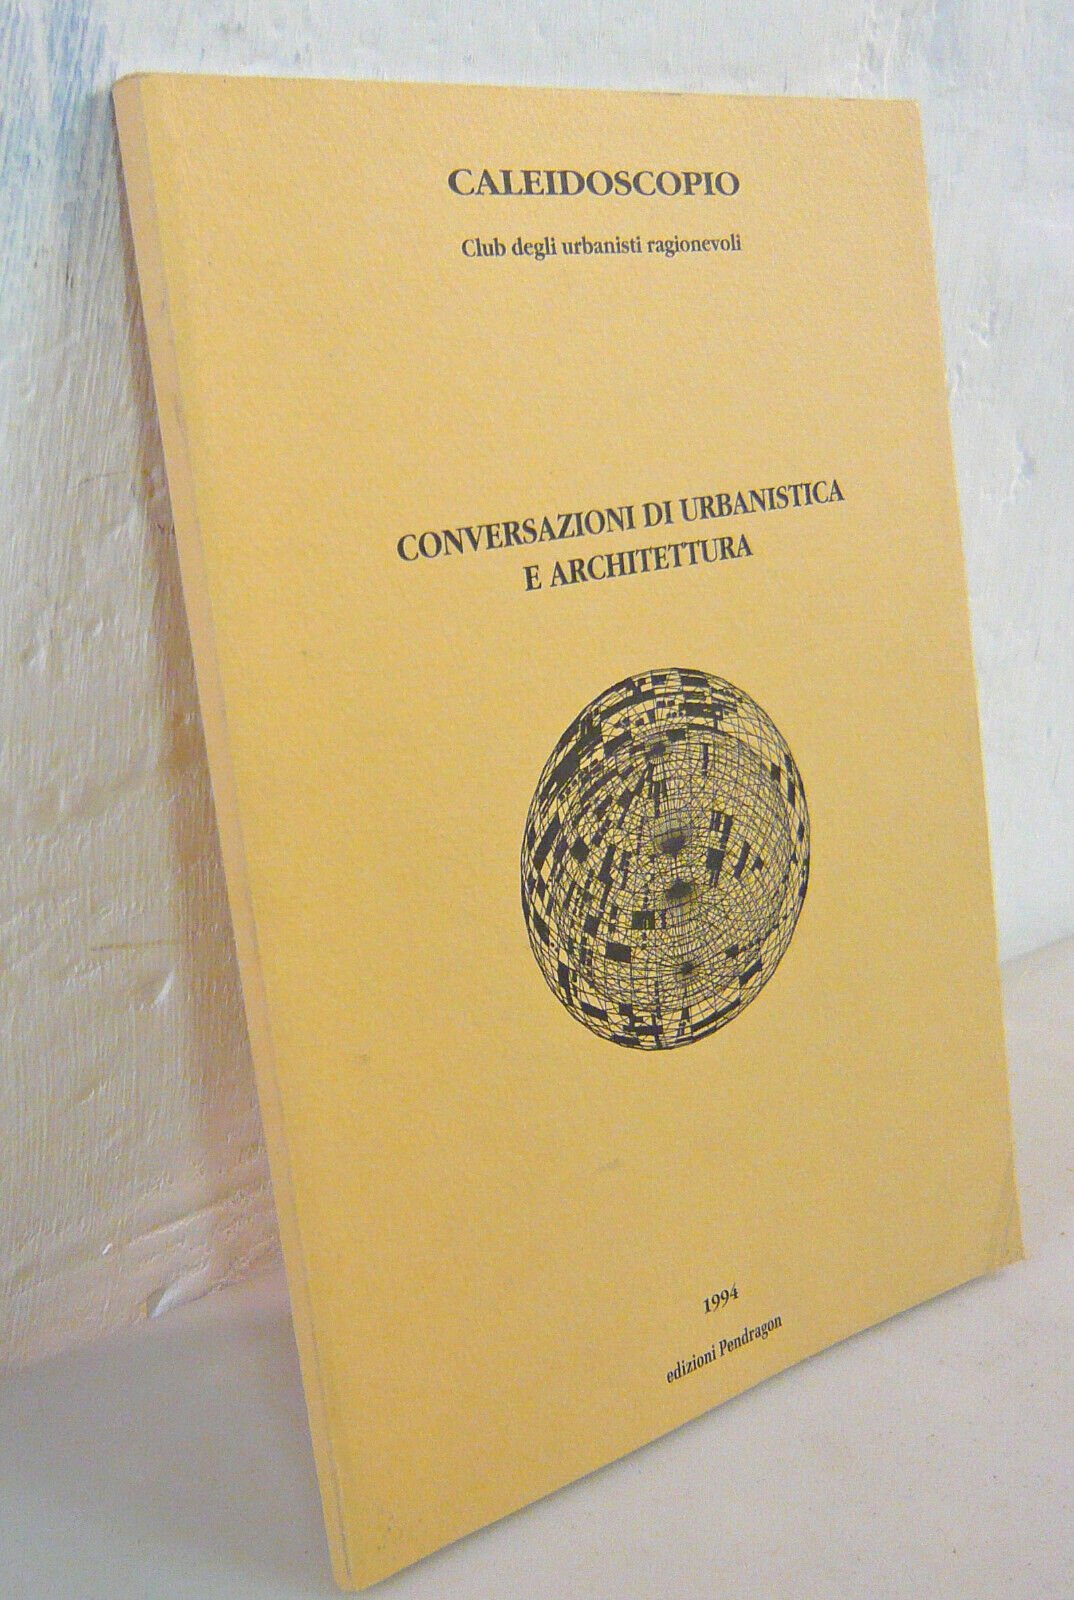 CALEIDOSCOPIO
Club degli urbanisti ragionevoli
CONVERSAZIONI DI URBANISTICA
E ARCHITETTURA
1994
edizioni Pendragon